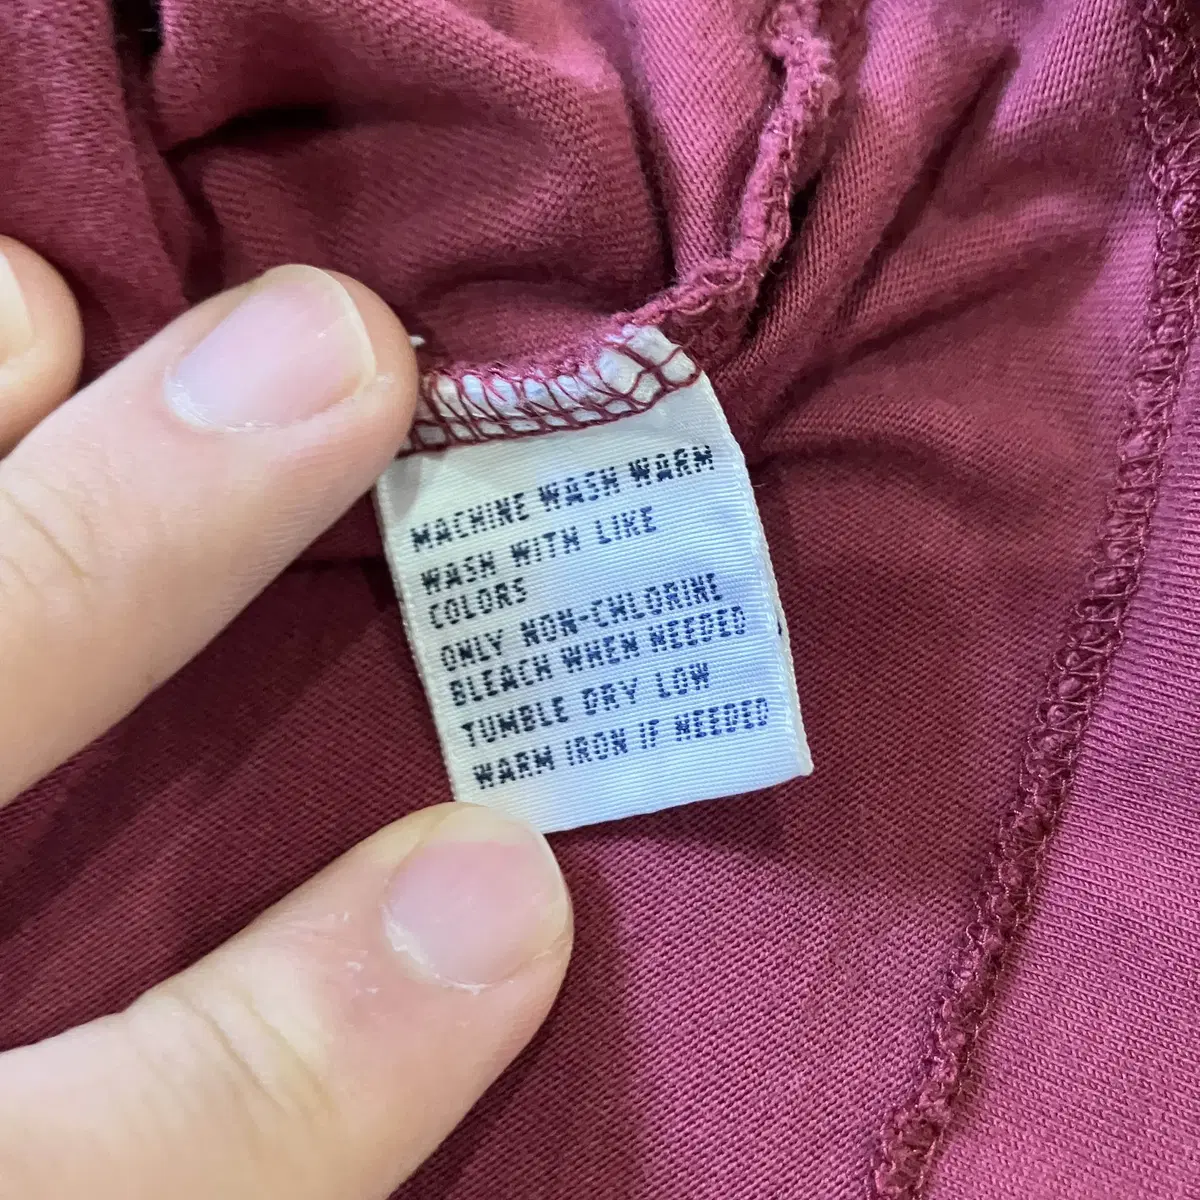 MACHINE WASH WARM
WASH WITH LIKE
COLORS
ONLY NON-CHLORINE
BLEACH WHEN NEEDED
TUMBLE DRY LOW
WARM IRON IF NEEDED